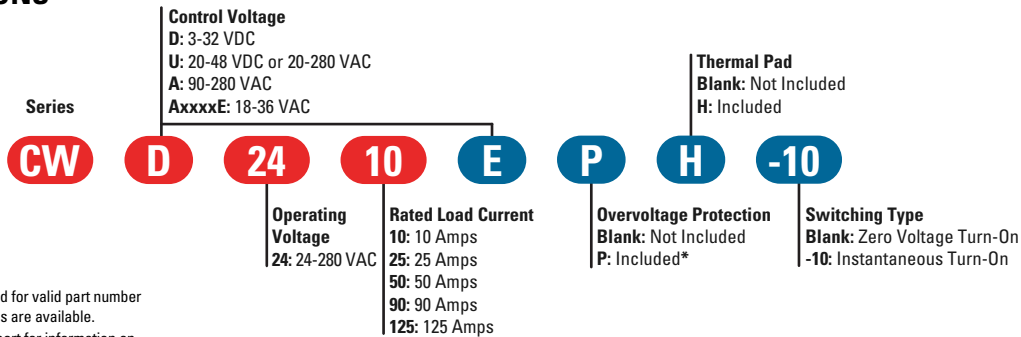 Control Voltage
D: 3-32 VDC
U: 20-48 VDC or 20-280 VAC
A: 90-280 VAC
AxxxxE: 18-36 VAC
Thermal Pad
Blank: Not Included
H: Included
Series
CW D 24 10 E P H -10
Operating
Voltage
24: 24-280 VAC
Rated Load Current
10: 10 Amps
25: 25 Amps
50: 50 Amps
90: 90 Amps
125: 125 Amps
Overvoltage Protection
Blank: Not Included
P: Included*
Switching Type
Blank: Zero Voltage Turn-On
-10: Instantaneous Turn-On
for valid part number
are available.
for information on